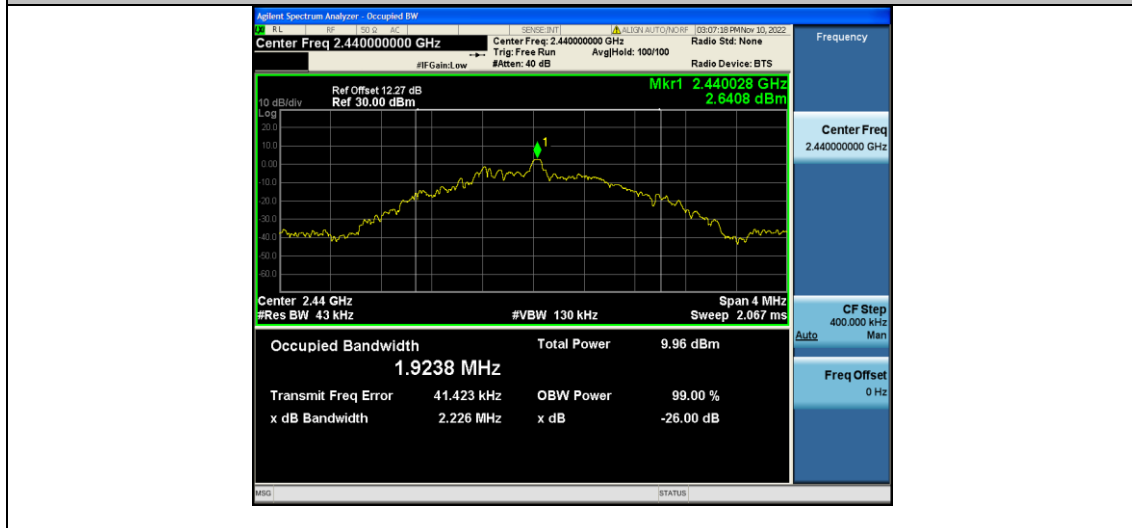 Agilent Spectrum Analyzer - Occupied BW
RL RF 50 Ω AC SENSE:INT ALIGN AUTO/NO RF 03:07:18 PM Nov 10, 2022
Center Freq 2.440000000 GHz
Center Freq: 2.440000000 GHz
Radio Std: None
Trig: Free Run
Avg|Hold: 100/100
#IFGain:Low
#Atten: 40 dB
Radio Device: BTS
Mkr1 2.440028 GHz
2.6408 dBm
Ref Offset 12.27 dB
10 dB/div
Ref 30.00 dBm
Log
20.0
10.0
0.00
-10.0
-20.0
-30.0
-40.0
-50.0
-60.0
1
Center 2.44 GHz
Span 4 MHz
#Res BW 43 kHz
#VBW 130 kHz
Sweep 2.067 ms
Occupied Bandwidth
1.9238 MHz
Total Power
9.96 dBm
Transmit Freq Error
41.423 kHz
OBW Power
99.00 %
x dB Bandwidth
2.226 MHz
x dB
-26.00 dB
MSG
STATUS
Frequency
Center Freq
2.440000000 GHz
CF Step
400.000 kHz
Auto Man
Freq Offset
0 Hz